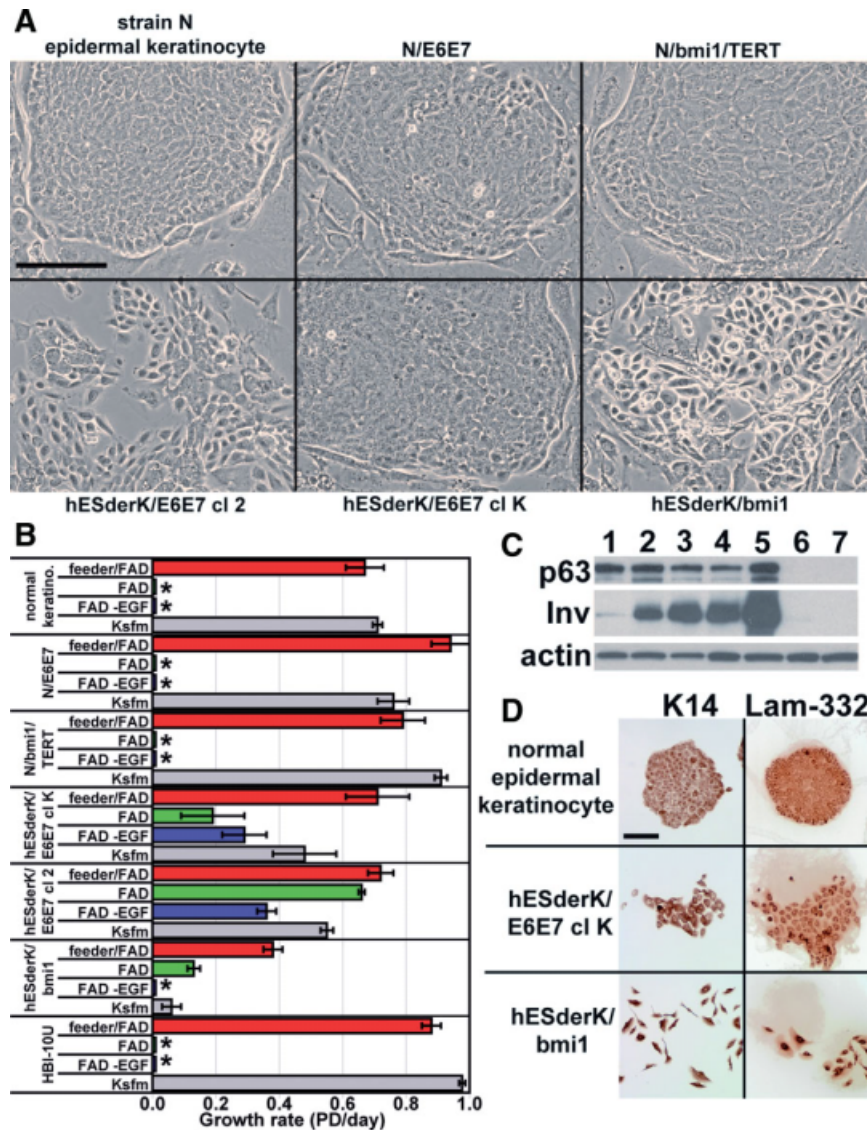 A
strain N
epidermal keratinocyte
N/E6E7
N/bmi1/TERT
hESderK/E6E7 cl 2
hESderK/E6E7 cl K
hESderK/bmi1
B
normal
keratino.
feeder/FAD
FAD
*
FAD -EGF
*
Ksfm
N/E6E7
feeder/FAD
FAD
*
FAD -EGF
*
Ksfm
N/bmi1/
TERT
feeder/FAD
FAD
*
FAD -EGF
*
Ksfm
hESderK/
E6E7 cl K
feeder/FAD
FAD
FAD -EGF
Ksfm
hESderK/
E6E7 cl 2
feeder/FAD
FAD
FAD -EGF
Ksfm
hESderK/
bmi1
feeder/FAD
FAD
FAD -EGF
*
Ksfm
HBI-10U
feeder/FAD
FAD
*
FAD -EGF
*
Ksfm
0.0 0.2 0.4 0.6 0.8 1.0
Growth rate (PD/day)
C
1 2 3 4 5 6 7
p63
Inv
actin
D
K14 Lam-332
normal
epidermal
keratinocyte
hESderK/
E6E7 cl K
hESderK/
bmi1